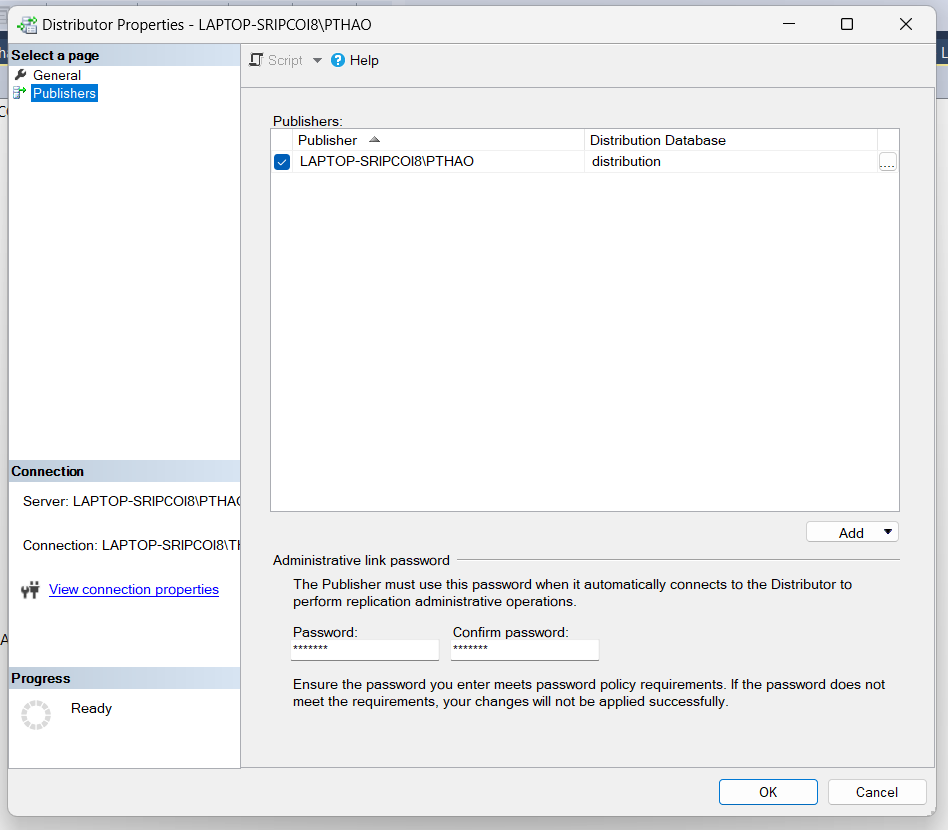 Distributor Properties - LAPTOP-SRIPCOI8\PTHAO
Select a page
General
Publishers
Script
Help
Publishers:
Publisher Distribution Database
LAPTOP-SRIPCOI8\PTHAO distribution
....
Add
Connection
Server: LAPTOP-SRIPCOI8\PTHAO
Connection: LAPTOP-SRIPCOI8\TH
View connection properties
Administrative link password
The Publisher must use this password when it automatically connects to the Distributor to
perform replication administrative operations.
Password: Confirm password:
******* *******
Ensure the password you enter meets password policy requirements. If the password does not
meet the requirements, your changes will not be applied successfully.
Progress
Ready
OK Cancel